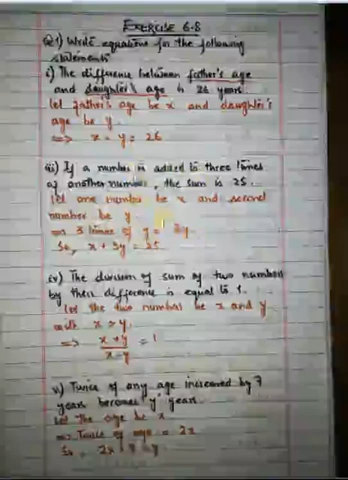 EXERCISE 6.8
Q1) Write equations for the following
statements
i) The difference between father's age
and daughter's age is 26 years.
Let father's age be x and daughter's
age be y.
⇒ x - y = 26
iii) If a number is added to three times
of another number, the sum is 25.
Let one number be x and second
number be y.
⇒ 3 times of y = 3y
So, x + 3y = 25
iv) The division of sum of two numbers
by their difference is equal to 1.
Let the two number be x and y
with x > y.
⇒ x + y / x - y = 1
v) Twice of any age increased by 7
years becomes 'y' years.
Let the age be x.
⇒ Twice of age = 2x
So, 2x + 7 = y